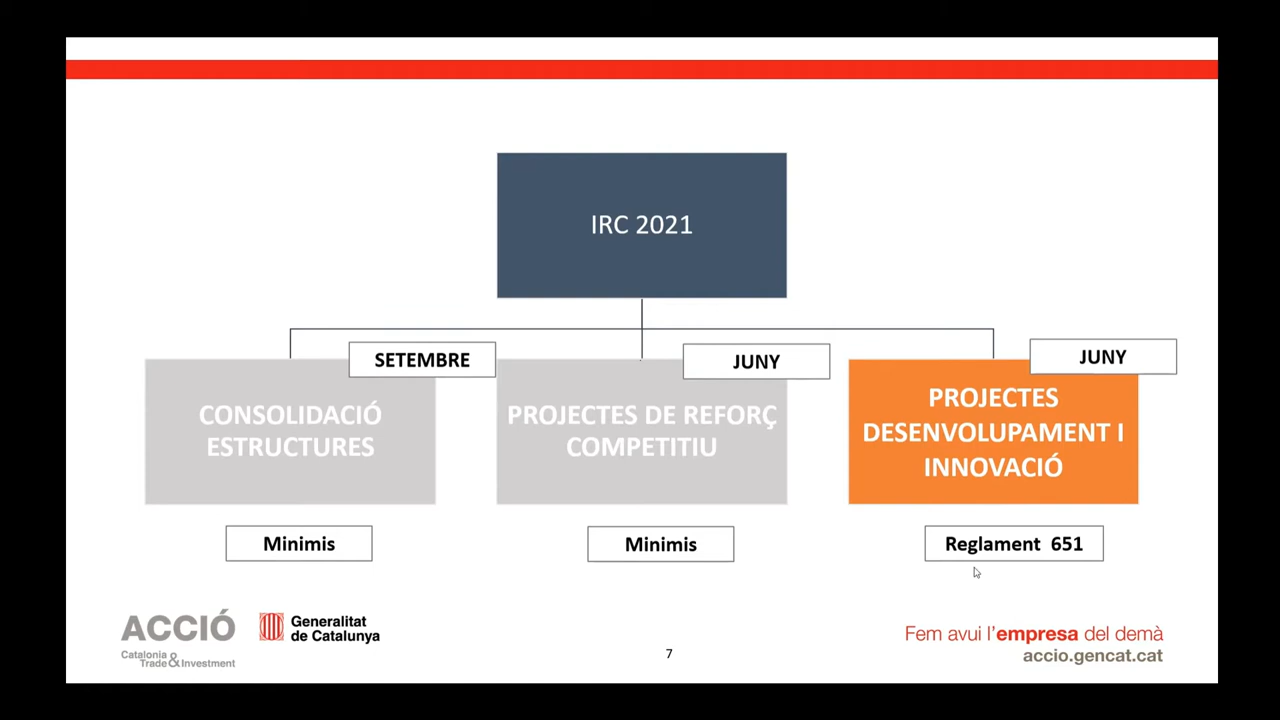 IRC 2021
SETEMBRE
CONSOLIDACIÓ
ESTRUCTURES
Minimis
JUNY
PROJECTES DE REFORÇ
COMPETITIU
Minimis
JUNY
PROJECTES
DESENVOLUPAMENT I
INNOVACIÓ
Reglament 651
ACCIÓ
Catalonia
Trade & Investment
Generalitat
de Catalunya
7
Fem avui l'empresa del demà
accio.gencat.cat